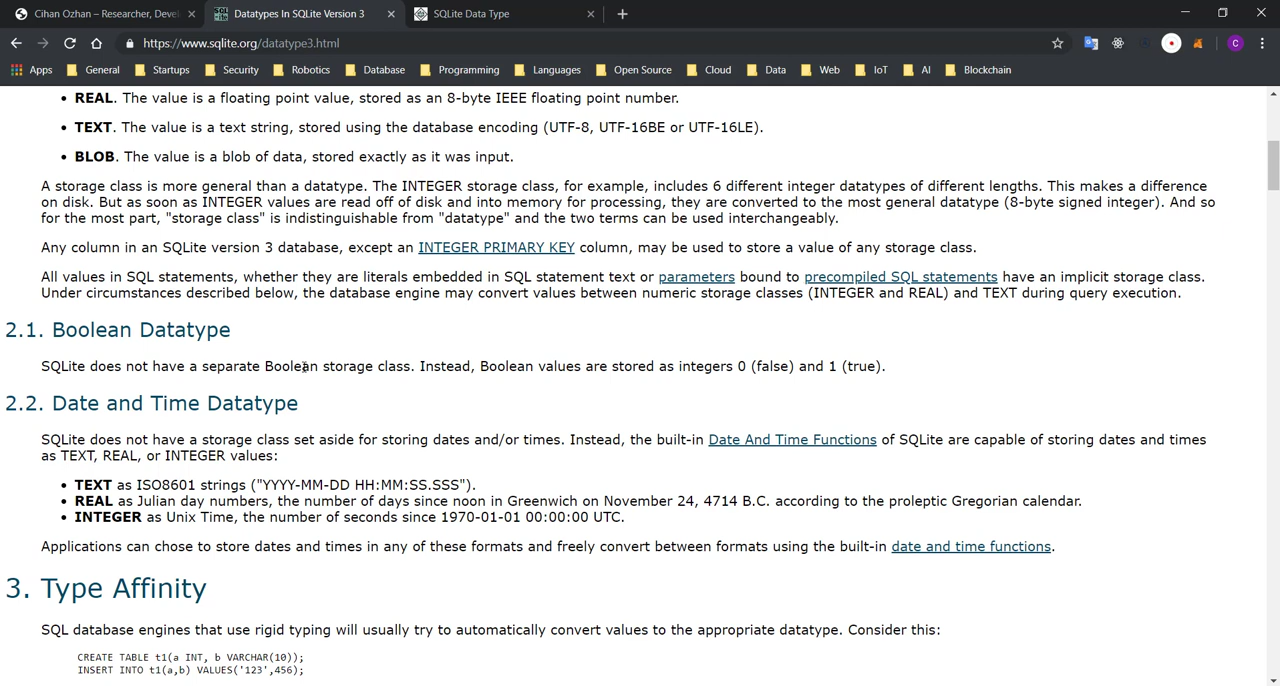 Cihan Ozhan – Researcher, Devel
Datatypes In SQLite Version 3
SQLite Data Type
https://www.sqlite.org/datatype3.html
C
Apps General Startups Security Robotics Database Programming Languages Open Source Cloud Data Web IoT AI Blockchain
• REAL. The value is a floating point value, stored as an 8-byte IEEE floating point number.
• TEXT. The value is a text string, stored using the database encoding (UTF-8, UTF-16BE or UTF-16LE).
• BLOB. The value is a blob of data, stored exactly as it was input.
A storage class is more general than a datatype. The INTEGER storage class, for example, includes 6 different integer datatypes of different lengths. This makes a difference
on disk. But as soon as INTEGER values are read off of disk and into memory for processing, they are converted to the most general datatype (8-byte signed integer). And so
for the most part, "storage class" is indistinguishable from "datatype" and the two terms can be used interchangeably.
Any column in an SQLite version 3 database, except an INTEGER PRIMARY KEY column, may be used to store a value of any storage class.
All values in SQL statements, whether they are literals embedded in SQL statement text or parameters bound to precompiled SQL statements have an implicit storage class.
Under circumstances described below, the database engine may convert values between numeric storage classes (INTEGER and REAL) and TEXT during query execution.
2.1. Boolean Datatype
SQLite does not have a separate Boolean storage class. Instead, Boolean values are stored as integers 0 (false) and 1 (true).
2.2. Date and Time Datatype
SQLite does not have a storage class set aside for storing dates and/or times. Instead, the built-in Date And Time Functions of SQLite are capable of storing dates and times
as TEXT, REAL, or INTEGER values:
• TEXT as ISO8601 strings ("YYYY-MM-DD HH:MM:SS.SSS").
• REAL as Julian day numbers, the number of days since noon in Greenwich on November 24, 4714 B.C. according to the proleptic Gregorian calendar.
• INTEGER as Unix Time, the number of seconds since 1970-01-01 00:00:00 UTC.
Applications can chose to store dates and times in any of these formats and freely convert between formats using the built-in date and time functions.
3. Type Affinity
SQL database engines that use rigid typing will usually try to automatically convert values to the appropriate datatype. Consider this:
CREATE TABLE t1(a INT, b VARCHAR(10));
INSERT INTO t1(a,b) VALUES('123',456);